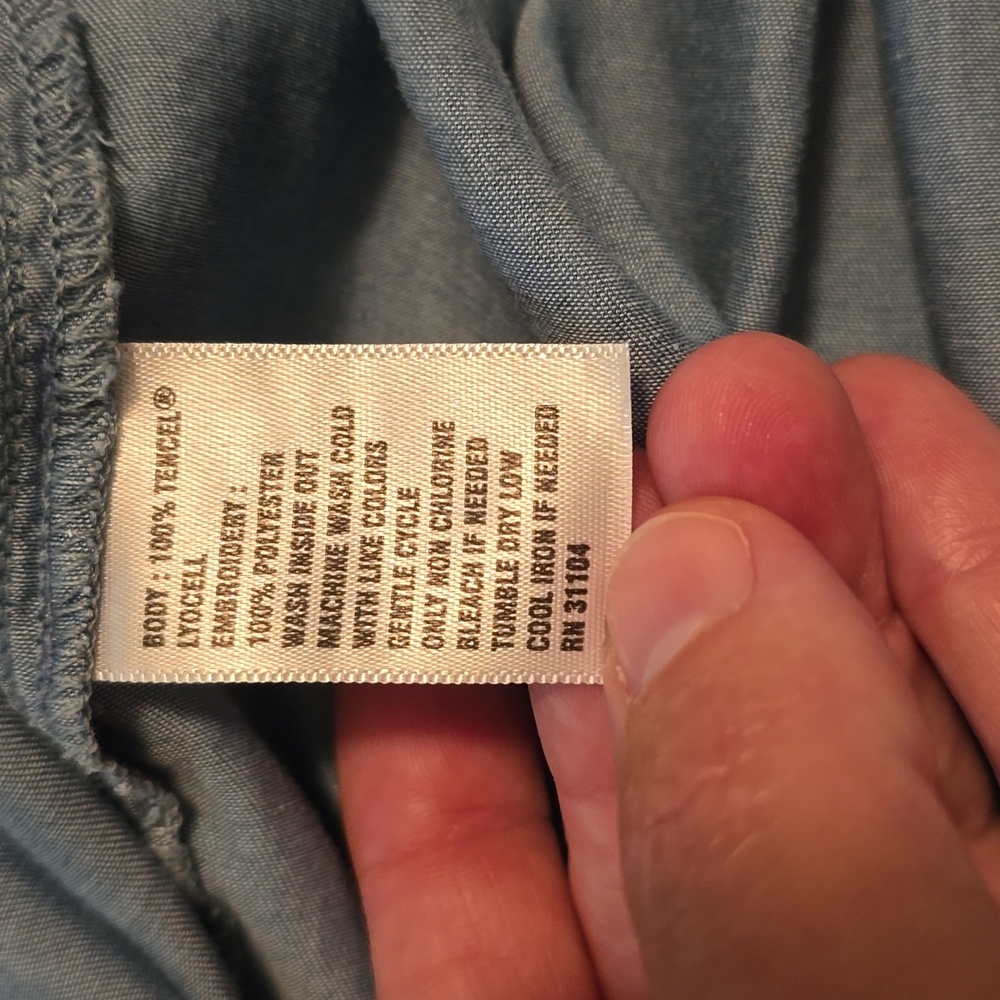 BODY : 100% TENCEL®
LYOCELL
EMBROIDERY :
100% POLYESTER
WASH INSIDE OUT
MACHINE WASH COLD
WITH LIKE COLORS
GENTLE CYCLE
ONLY NON CHLORINE
BLEACH IF NEEDED
TUMBLE DRY LOW
COOL IRON IF NEEDED
RN 31104